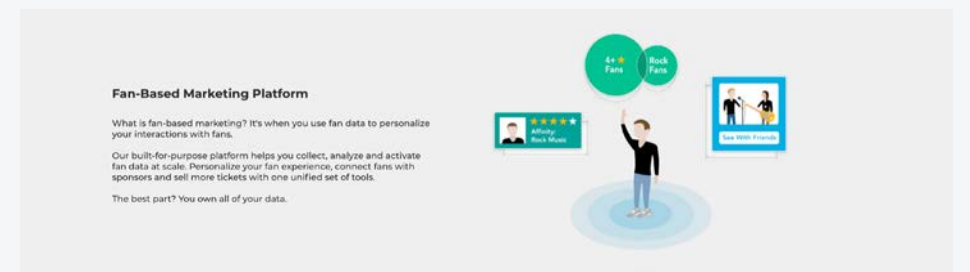 Fan-Based Marketing Platform
What is fan-based marketing? It's when you use fan data to personalize
your interactions with fans.
Our built-for-purpose platform helps you collect, analyze and activate
fan data at scale. Personalize your fan experience, connect fans with
sponsors and sell more tickets with one unified set of tools.
The best part? You own all of your data.
4+★
Fans
Rock
Fans
Affinity:
Rock Music
See With Friends